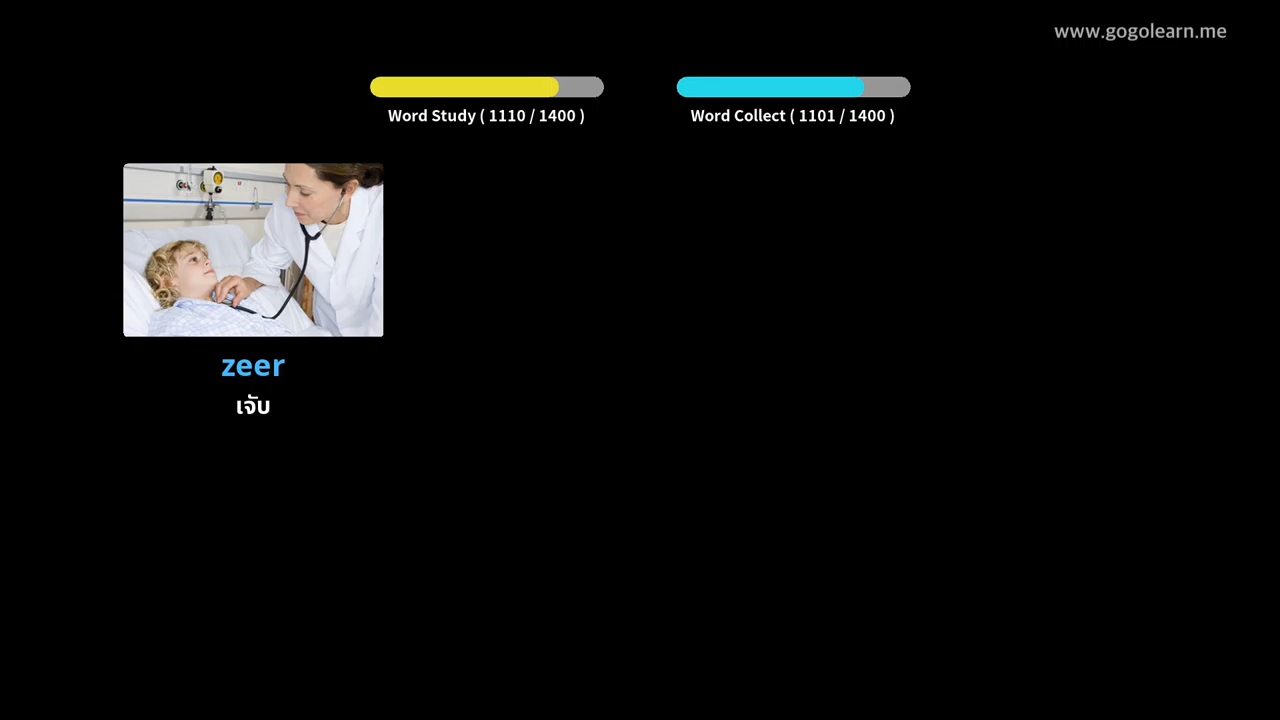 www.gogolearn.me
Word Study ( 1110 / 1400 )
Word Collect ( 1101 / 1400 )
zeer
เจ็บ